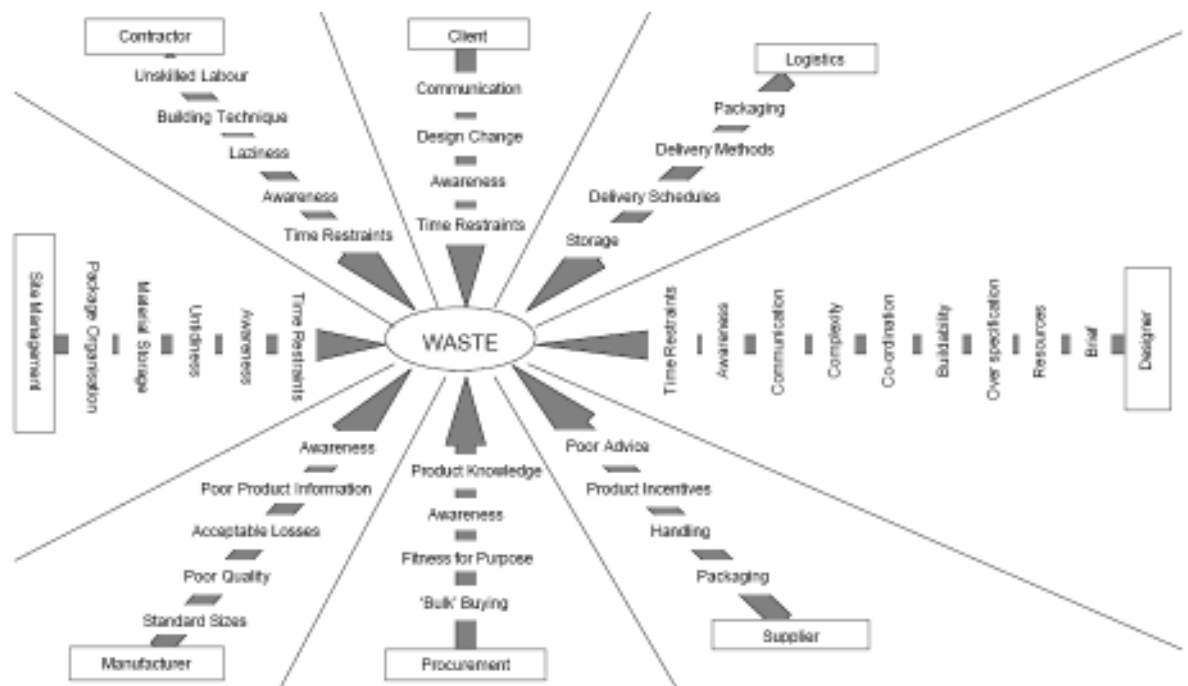 Contractor
Unskilled Labour
Building Technique
Laziness
Awareness
Time Restraints
Client
Communication
Design Change
Awareness
Time Restraints
Logistics
Packaging
Delivery Methods
Delivery Schedules
Storage
Site Management
Package Organisation
Material Storage
Untidiness
Awareness
Time Restraints
WASTE
Time Restraints
Awareness
Communication
Complexity
Co-ordination
Buildability
Over specification
Resources
Brief
Designer
Awareness
Poor Product Information
Acceptable Losses
Poor Quality
Standard Sizes
Manufacturer
Product Knowledge
Awareness
Fitness for Purpose
'Bulk' Buying
Procurement
Poor Advice
Product Incentives
Handling
Packaging
Supplier